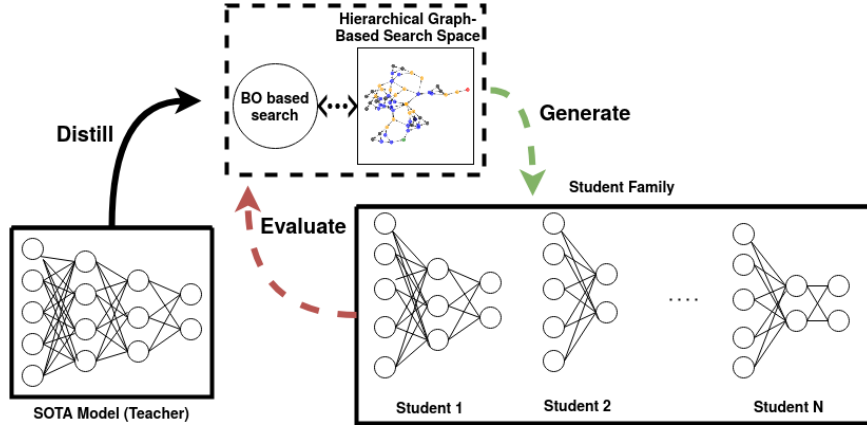 Hierarchical Graph-
Based Search Space
BO based
search
Distill
Generate
Evaluate
Student Family
....
SOTA Model (Teacher)
Student 1
Student 2
Student N